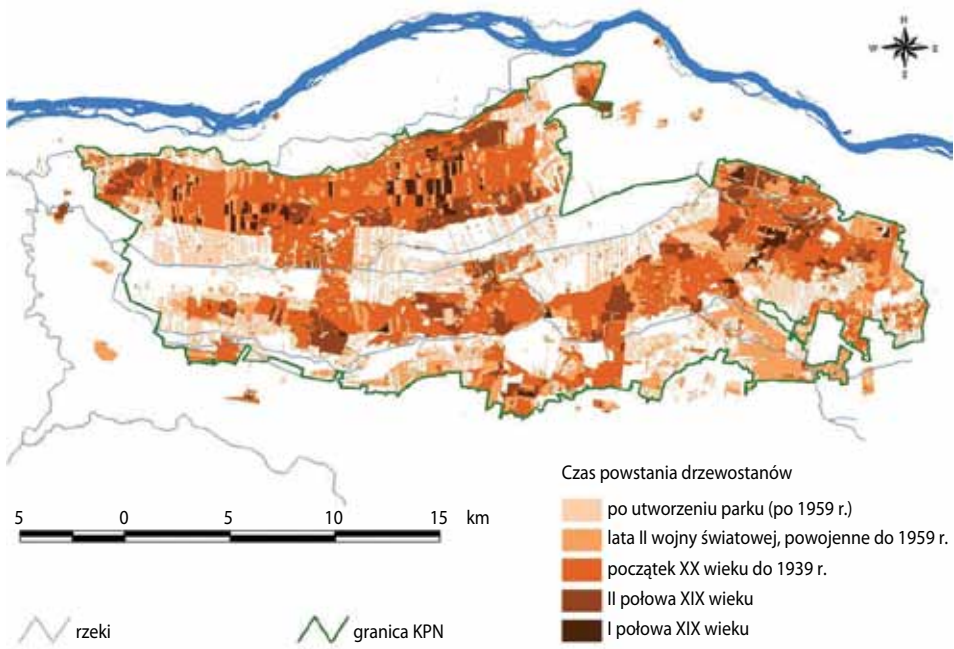 N
W E
S
Czas powstania drzewostanów
po utworzeniu parku (po 1959 r.)
lata II wojny światowej, powojenne do 1959 r.
początek XX wieku do 1939 r.
II połowa XIX wieku
I połowa XIX wieku
5 0 5 10 15 km
rzeki
granica KPN